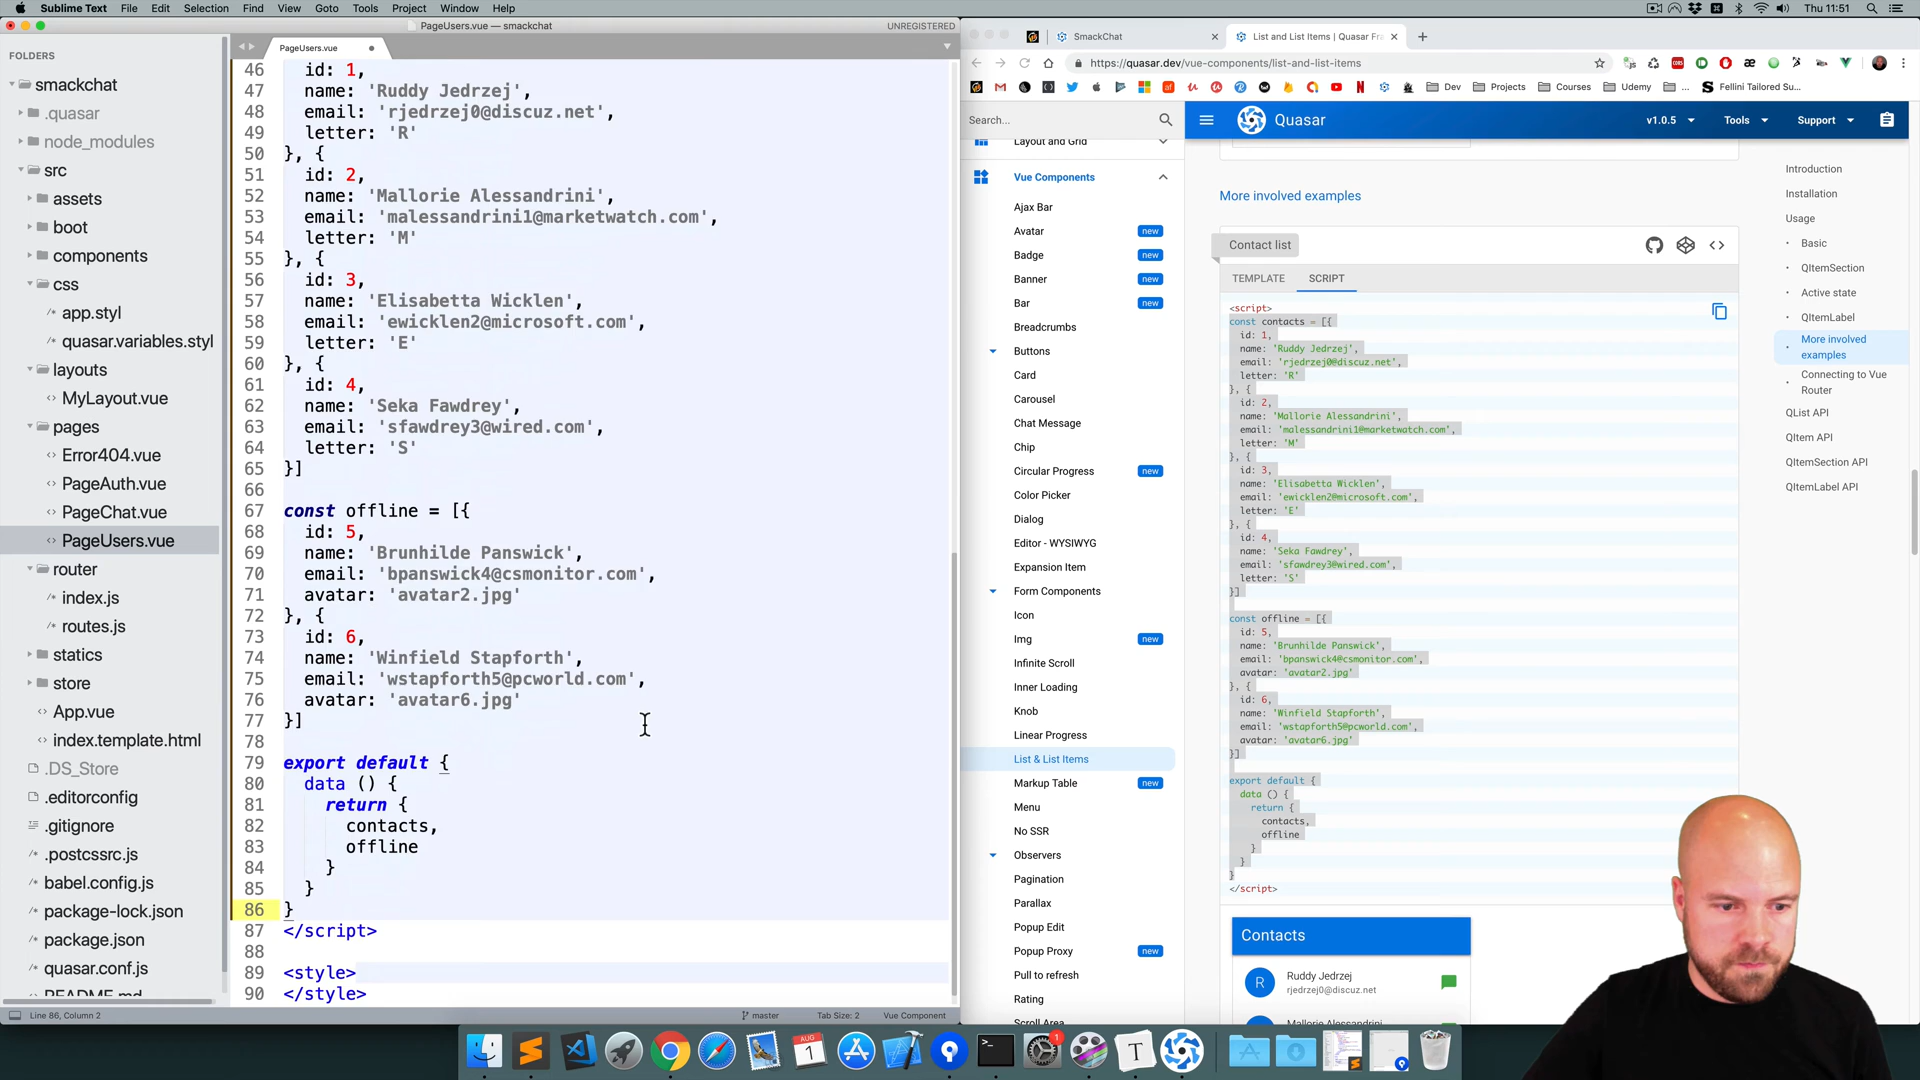 Sublime Text File Edit Selection Find View Goto Tools Project Window Help
Thu 11:51
PageUsers.vue — smackchat
UNREGISTERED
FOLDERS
smackchat
.quasar
node_modules
src
assets
boot
components
css
app.styl
quasar.variables.styl
layouts
MyLayout.vue
pages
Error404.vue
PageAuth.vue
PageChat.vue
PageUsers.vue
router
index.js
routes.js
statics
store
App.vue
index.template.html
.DS_Store
.editorconfig
.gitignore
.postcssrc.js
babel.config.js
package-lock.json
package.json
quasar.conf.js
README.md
PageUsers.vue
46 id: 1,
47 name: 'Ruddy Jedrzej',
48 email: 'rjedrzej0@discuz.net',
49 letter: 'R'
50 }, {
51 id: 2,
52 name: 'Mallorie Alessandrini',
53 email: 'malessandrini1@marketwatch.com',
54 letter: 'M'
55 }, {
56 id: 3,
57 name: 'Elisabetta Wicklen',
58 email: 'ewicklen2@microsoft.com',
59 letter: 'E'
60 }, {
61 id: 4,
62 name: 'Seka Fawdrey',
63 email: 'sfawdrey3@wired.com',
64 letter: 'S'
65 }]
66
67 const offline = [{
68 id: 5,
69 name: 'Brunhilde Panswick',
70 email: 'bpanswick4@csmonitor.com',
71 avatar: 'avatar2.jpg'
72 }, {
73 id: 6,
74 name: 'Winfield Stapforth',
75 email: 'wstapforth5@pcworld.com',
76 avatar: 'avatar6.jpg'
77 }]
78
79 export default {
80 data () {
81 return {
82 contacts,
83 offline
84 }
85 }
86 }
87 </script>
88
89 <style>
90 </style>
Line 86, Column 2
master
Tab Size: 2
Vue Component
SmackChat
List and List Items | Quasar Fra
https://quasar.dev/vue-components/list-and-list-items
Dev
Projects
Courses
Udemy
...
Fellini Tailored Su...
Search...
Quasar
v1.0.5
Tools
Support
Layout and Grid
Vue Components
Ajax Bar
Avatar new
Badge new
Banner new
Bar new
Breadcrumbs
Buttons
Card
Carousel
Chat Message
Chip
Circular Progress new
Color Picker
Dialog
Editor - WYSIWYG
Expansion Item
Form Components
Icon
Img new
Infinite Scroll
Inner Loading
Knob
Linear Progress
List & List Items
Markup Table new
Menu
No SSR
Observers
Pagination
Parallax
Popup Edit
Popup Proxy new
Pull to refresh
Rating
Scroll Area
More involved examples
Contact list
TEMPLATE
SCRIPT
<script>
const contacts = [{
id: 1,
name: 'Ruddy Jedrzej',
email: 'rjedrzej0@discuz.net',
letter: 'R'
}, {
id: 2,
name: 'Mallorie Alessandrini',
email: 'malessandrini1@marketwatch.com',
letter: 'M'
}, {
id: 3,
name: 'Elisabetta Wicklen',
email: 'ewicklen2@microsoft.com',
letter: 'E'
}, {
id: 4,
name: 'Seka Fawdrey',
email: 'sfawdrey3@wired.com',
letter: 'S'
}]
const offline = [{
id: 5,
name: 'Brunhilde Panswick',
email: 'bpanswick4@csmonitor.com',
avatar: 'avatar2.jpg'
}, {
id: 6,
name: 'Winfield Stapforth',
email: 'wstapforth5@pcworld.com',
avatar: 'avatar6.jpg'
}]
export default {
data () {
return {
contacts,
offline
}
}
}
</script>
Contacts
R
Ruddy Jedrzej
rjedrzej0@discuz.net
Mallorie Alessandrini
Introduction
Installation
Usage
Basic
QItemSection
Active state
QItemLabel
More involved
examples
Connecting to Vue
Router
QList API
QItem API
QItemSection API
QItemLabel API
AUG
1
1
T